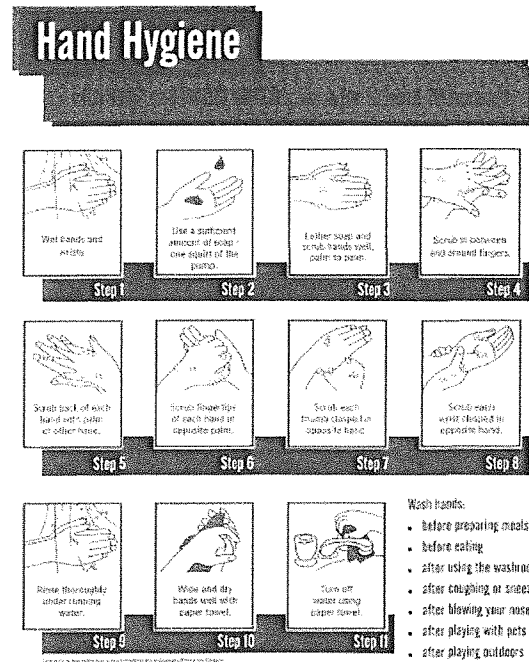 Hand Hygiene
Wet hands and
wrists.
Step 1
Use a sufficient
amount of soap -
one squirt of the
pump.
Step 2
Lather soap and
scrub hands well,
palm to palm.
Step 3
Scrub in between
and around fingers.
Step 4
Scrub back of each
hand with palm
of other hand.
Step 5
Scrub fingertips
of each hand in
opposite palm.
Step 6
Scrub each
thumb clasped in
opposite hand.
Step 7
Scrub each
wrist clasped in
opposite hand.
Step 8
Rinse thoroughly
under running
water.
Step 9
Wipe and dry
hands well with
paper towel.
Step 10
Turn off
water using
paper towel.
Step 11
Wash hands:
• before preparing meals
• before eating
• after using the washroo
• after coughing or sneez
• after blowing your nose
• after playing with pets
• after playing outdoors